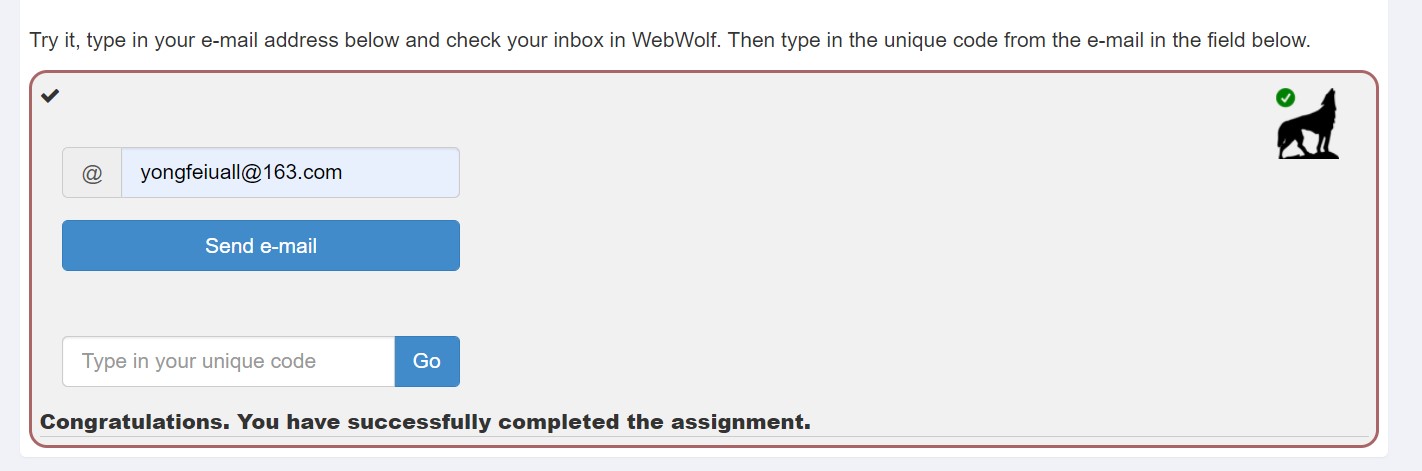 Try it, type in your e-mail address below and check your inbox in WebWolf. Then type in the unique code from the e-mail in the field below.
@ yongfeiuall@163.com
Send e-mail
Type in your unique code Go
Congratulations. You have successfully completed the assignment.